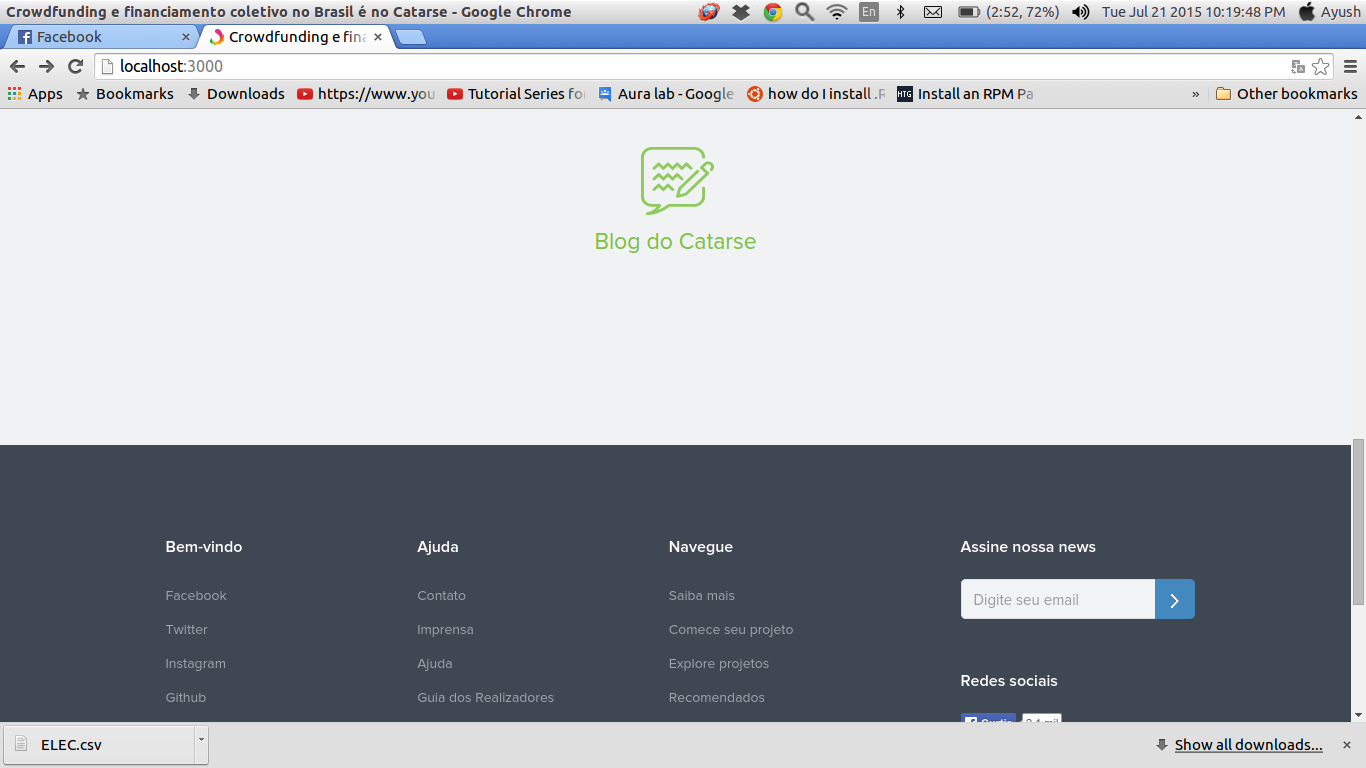 Crowdfunding e financiamento coletivo no Brasil é no Catarse - Google Chrome
En (2:52, 72%) Tue Jul 21 2015 10:19:48 PM Ayush
Facebook × Crowdfunding e fina ×
localhost:3000
Apps Bookmarks Downloads https://www.you Tutorial Series fo Aura lab - Google how do I install .R HTG Install an RPM Pa » Other bookmarks
Blog do Catarse
Bem-vindo
Facebook
Twitter
Instagram
Github
Ajuda
Contato
Imprensa
Ajuda
Guia dos Realizadores
Navegue
Saiba mais
Comece seu projeto
Explore projetos
Recomendados
Assine nossa news
Digite seu email
Redes sociais
ELEC.csv
Show all downloads... ×